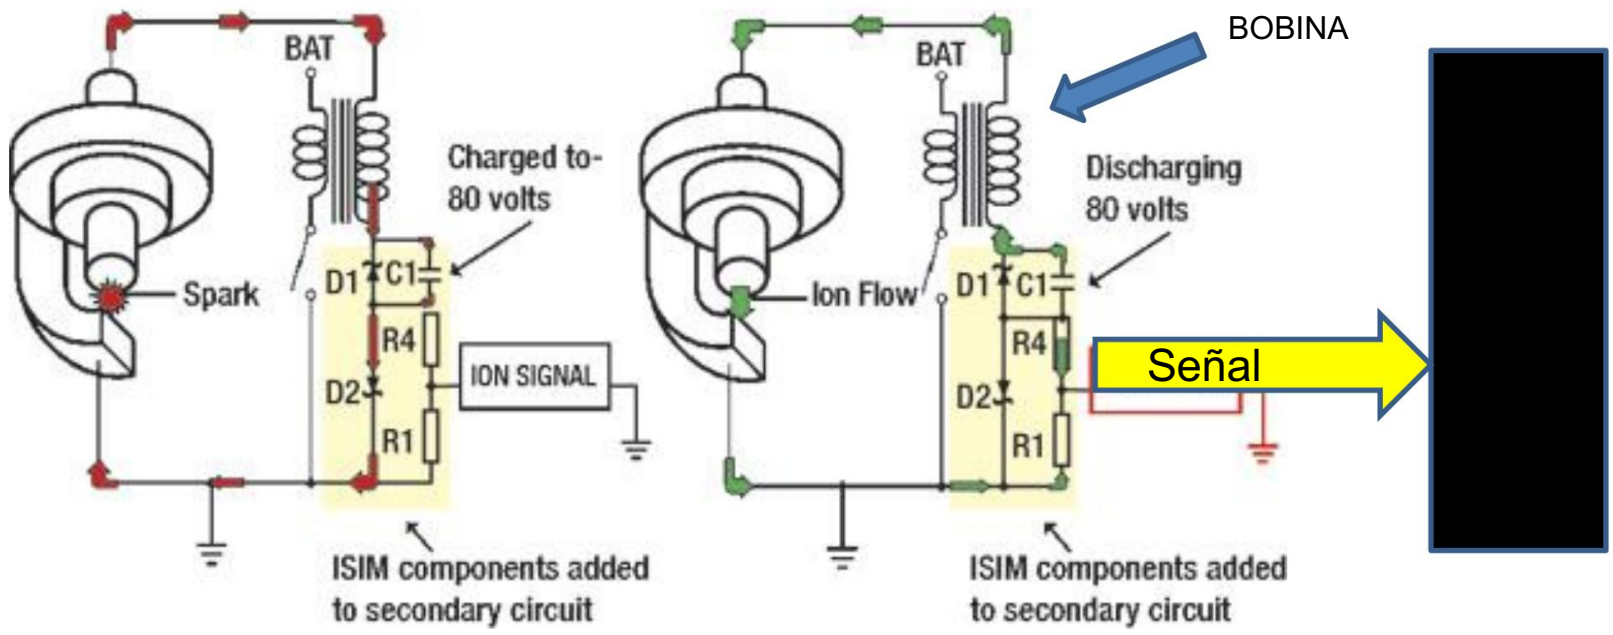 BAT
Charged to-
80 volts
Spark
D1
C1
R4
ION SIGNAL
D2
R1
ISIM components added
to secondary circuit
BOBINA
BAT
Discharging
80 volts
Ion Flow
D1
C1
R4
Señal
D2
R1
ISIM components added
to secondary circuit